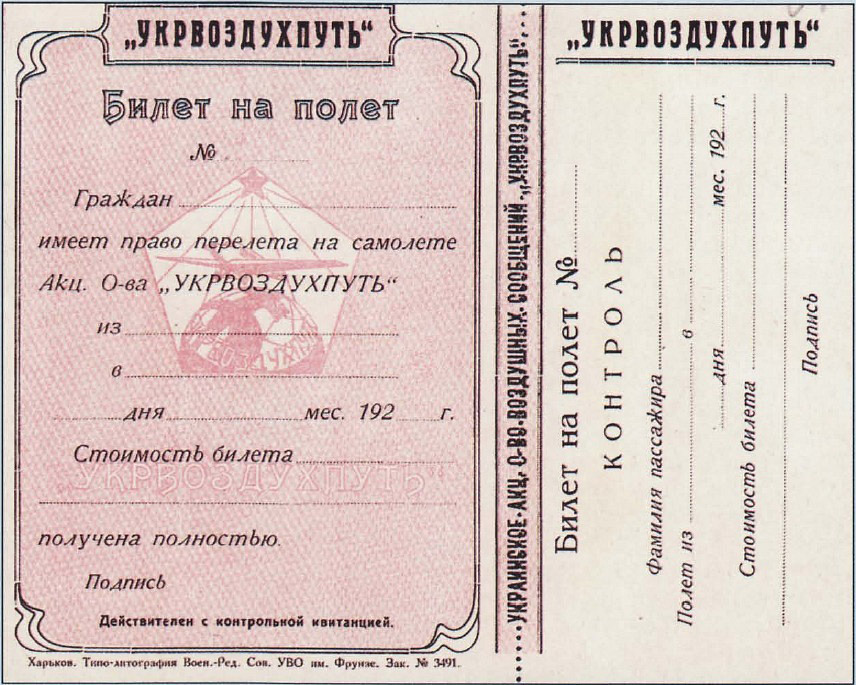 „УКРВОЗДУХПУТЬ“
Билет на полет
№
Граждан
имеет право перелета на самолете
Акц. О-ва „УКРВОЗДУХПУТЬ“
из
УКРВОЗДУХПУТЬ
в
дня мес. 192 г.
Стоимость билета
„УКРВОЗДУХПУТЬ“
получена полностью.
Подпись
Действителен с контрольной квитанцией.
Харьков. Типо-литография Воен.-Ред. Сов. УВО им. Фрунзе. Зак. № 3491.
УКРАИНСКОЕ АКЦ. О-ВО ВОЗДУШНЫХ СООБЩЕНИЙ „УКРВОЗДУХПУТЬ“
„УКРВОЗДУХПУТЬ“
Билет на полет №
КОНТРОЛЬ
Фамилия пассажира
Полет из в
дня мес. 192 г.
Стоимость билета
Подпись